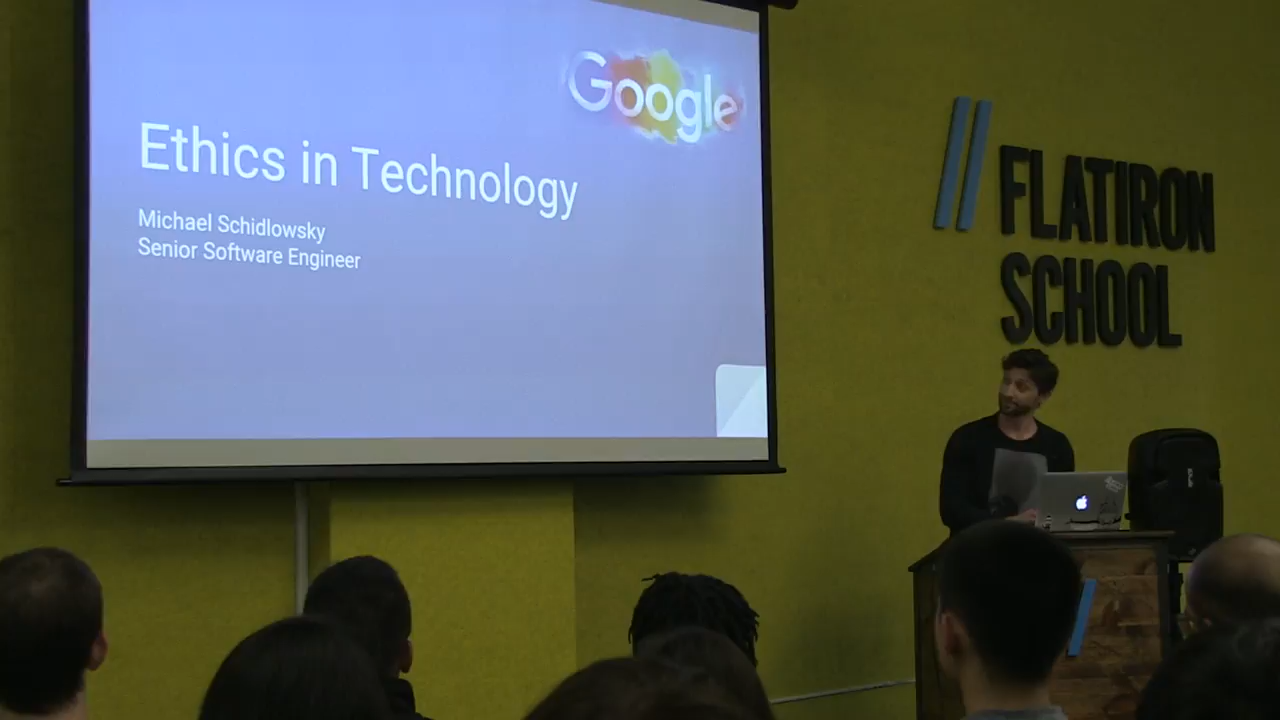 Google
Ethics in Technology
Michael Schidlowsky
Senior Software Engineer
// FLATIRON
SCHOOL